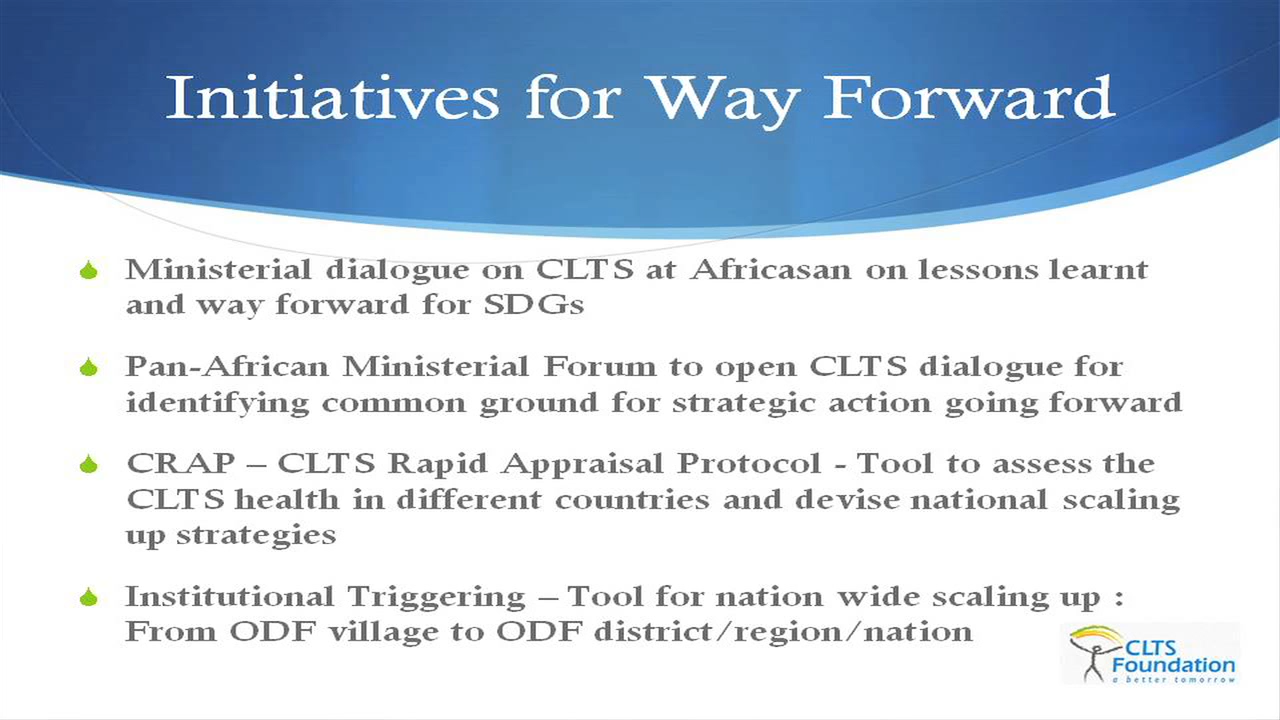 Initiatives for Way Forward
Ministerial dialogue on CLTS at Africasan on lessons learnt
and way forward for SDGs
Pan-African Ministerial Forum to open CLTS dialogue for
identifying common ground for strategic action going forward
CRAP – CLTS Rapid Appraisal Protocol - Tool to assess the
CLTS health in different countries and devise national scaling
up strategies
Institutional Triggering – Tool for nation wide scaling up :
From ODF village to ODF district/region/nation
CLTS
Foundation
a better tomorrow